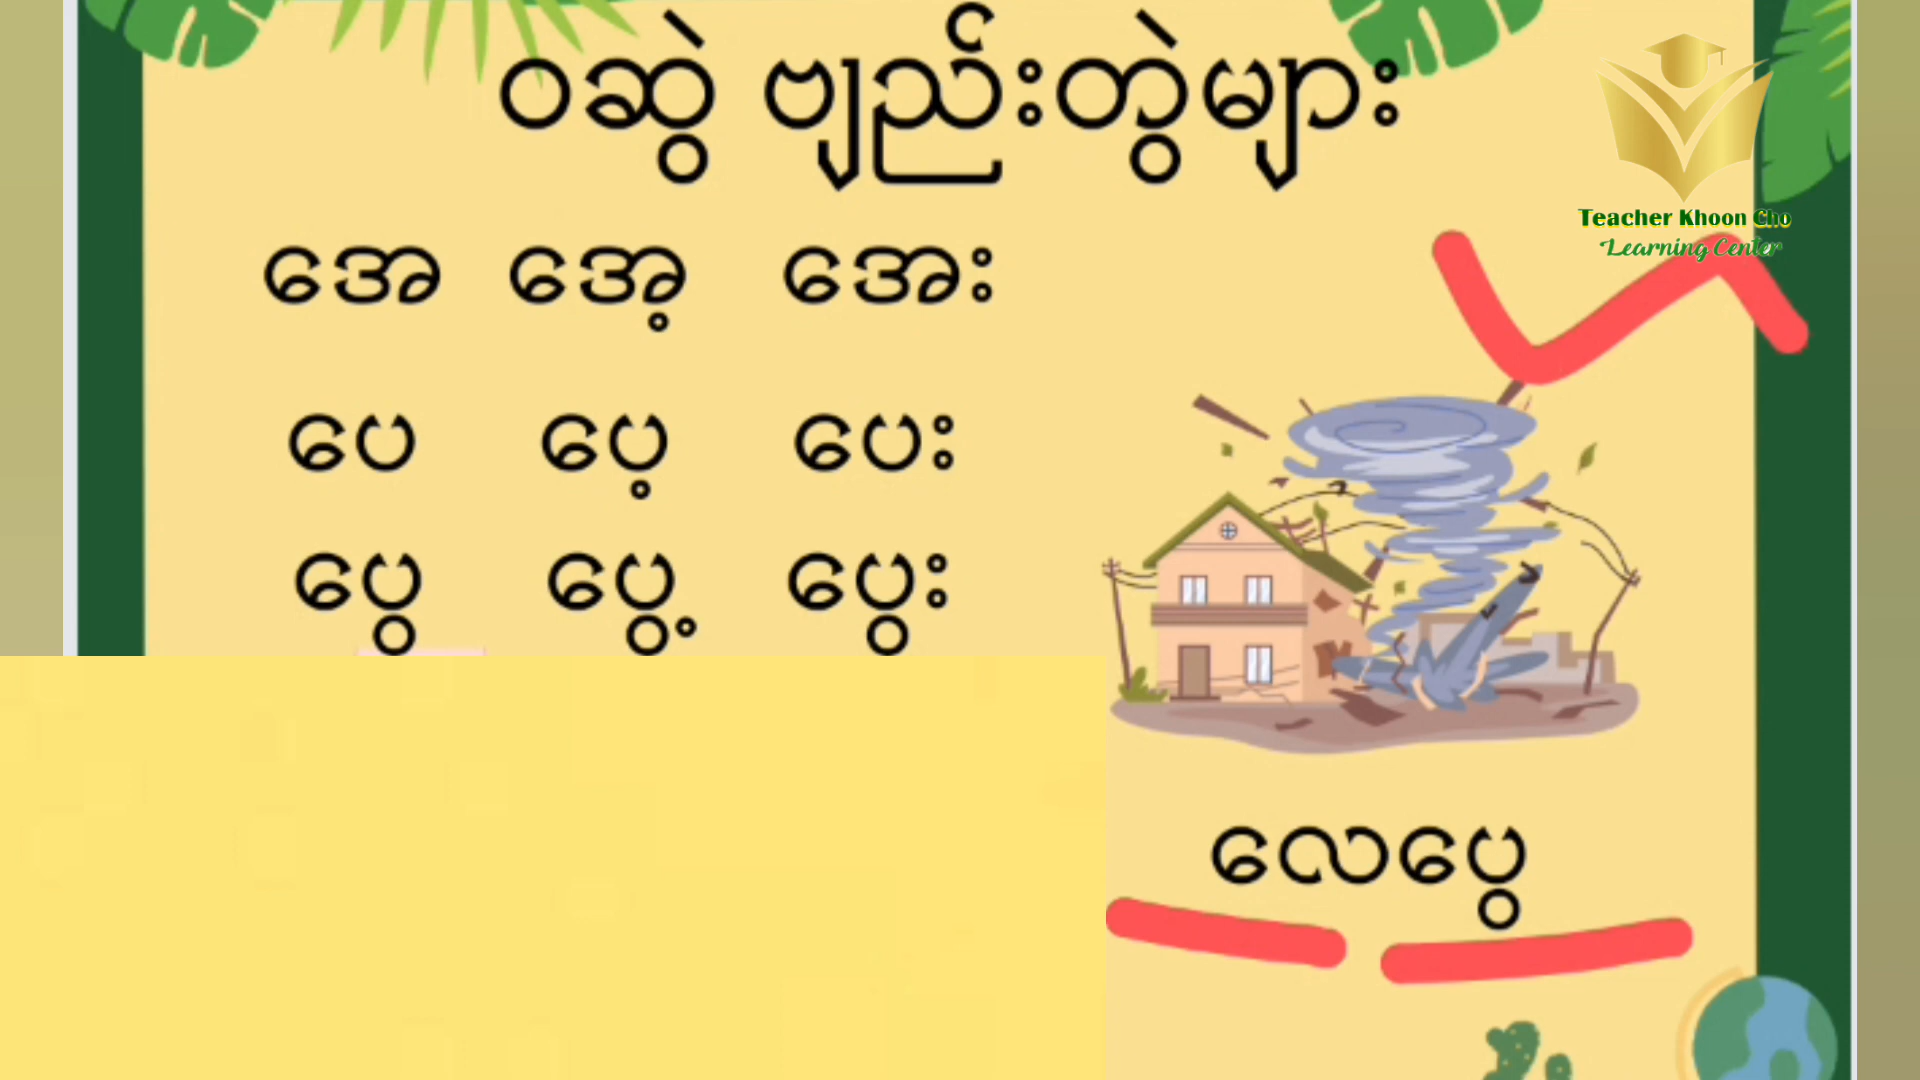 ဝဆွဲ ဗျည်းတွဲများ
Teacher Khoon Cho
Learning Center
အေ အေ့ အေး
ပေ ပေ့ ပေး
ပွေ ပွေ့ ပွေး
လေပွေ